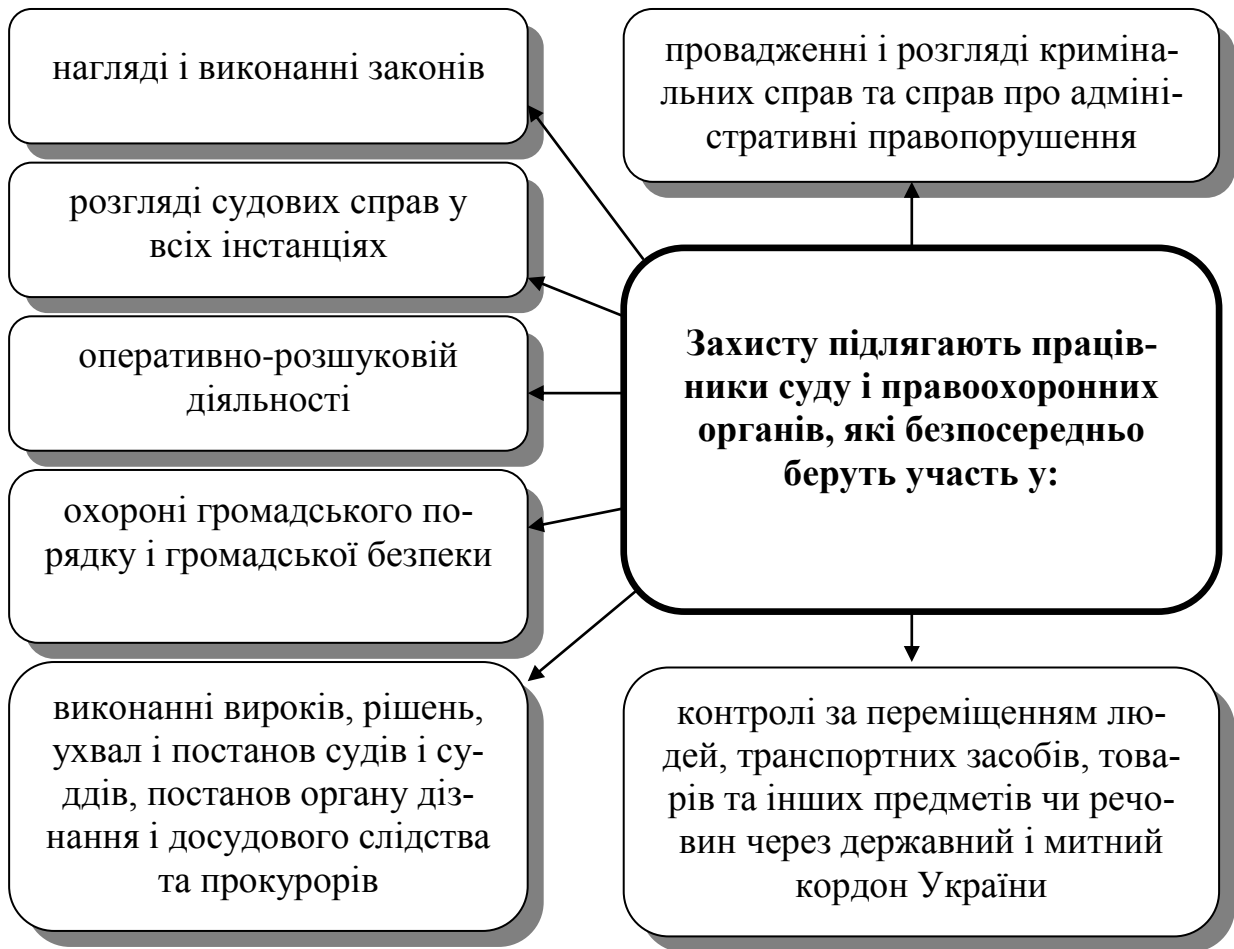 нагляді і виконанні законів
провадженні і розгляді криміна-
льних справ та справ про адміні-
стративні правопорушення
розгляді судових справ у
всіх інстанціях
оперативно-розшуковій
діяльності
Захисту підлягають праців-
ники суду і правоохоронних
органів, які безпосередньо
беруть участь у:
охороні громадського по-
рядку і громадської безпеки
виконанні вироків, рішень,
ухвал і постанов судів і су-
ддів, постанов органу діз-
нання і досудового слідства
та прокурорів
контролі за переміщенням лю-
дей, транспортних засобів, това-
рів та інших предметів чи речо-
вин через державний і митний
кордон України